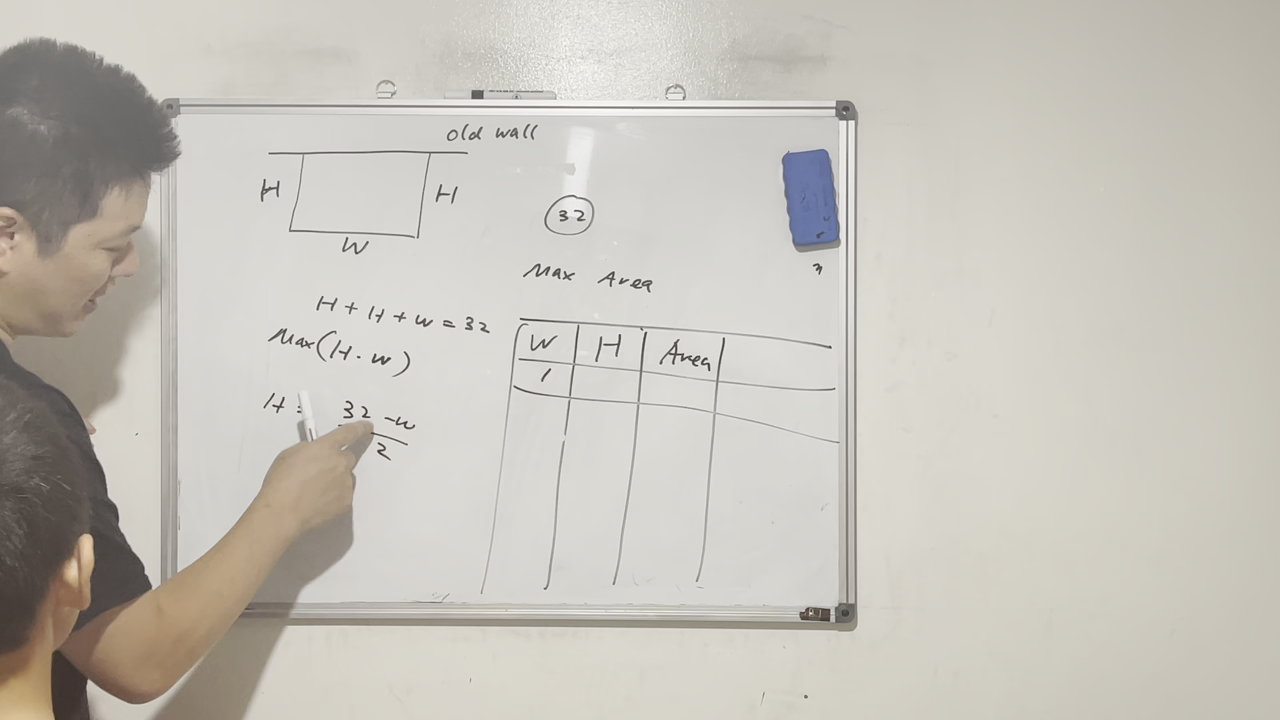 old wall
H H
W
32
Max Area
H + H + W = 32
Max(H · W)
H = 32 - W
2
W H Area
1